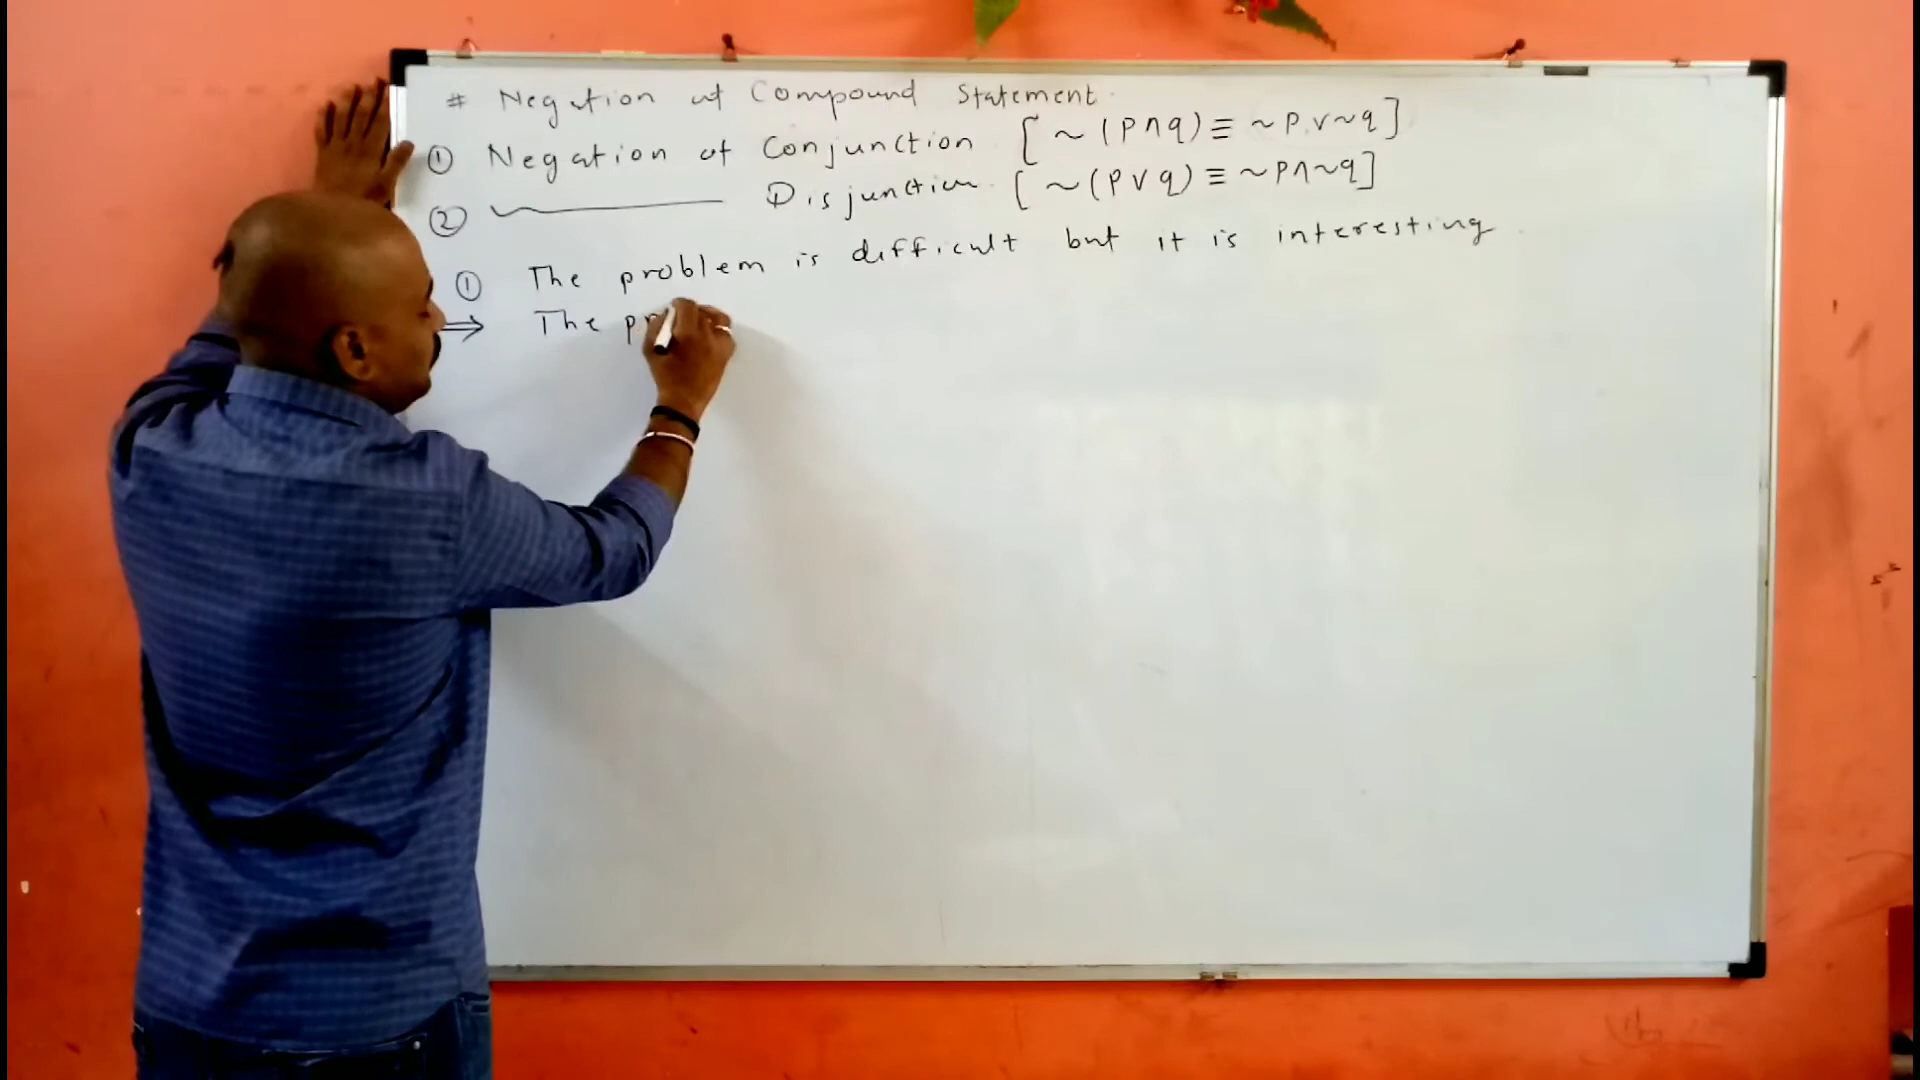 # Negation of Compound Statement.
① Negation of Conjunction [~(p∧q) ≡ ~p∨~q]
② ——— Disjunction. [~(p∨q) ≡ ~p∧~q]
① The problem is difficult but it is interesting.
⇒ The pr